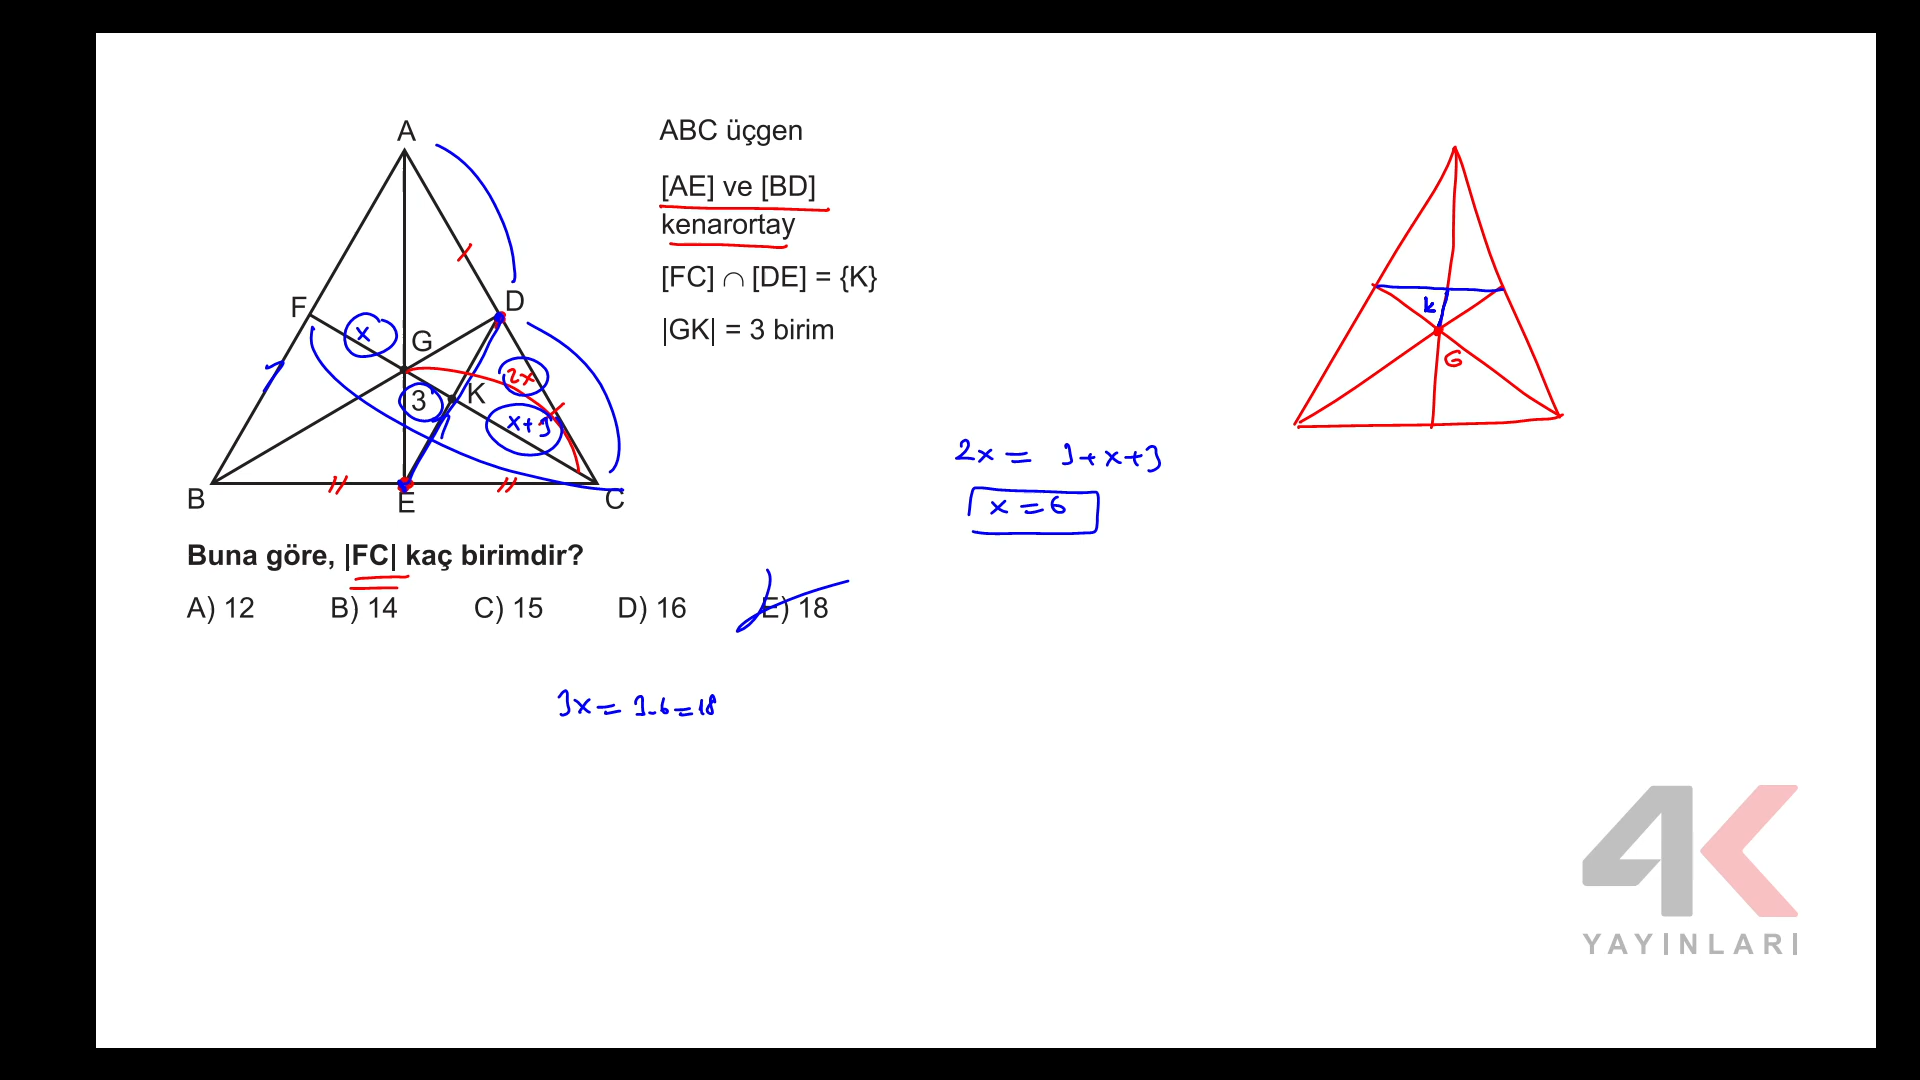 A
ABC üçgen
[AE] ve [BD]
kenarortay
[FC] ∩ [DE] = {K}
|GK| = 3 birim
F
D
x
G
2x
3
K
x+3
B
E
C
k
G
2x = 3+x+3
x = 6
Buna göre, |FC| kaç birimdir?
A) 12 B) 14 C) 15 D) 16 E) 18
3x = 3.6 = 18
4K
YAYINLARI